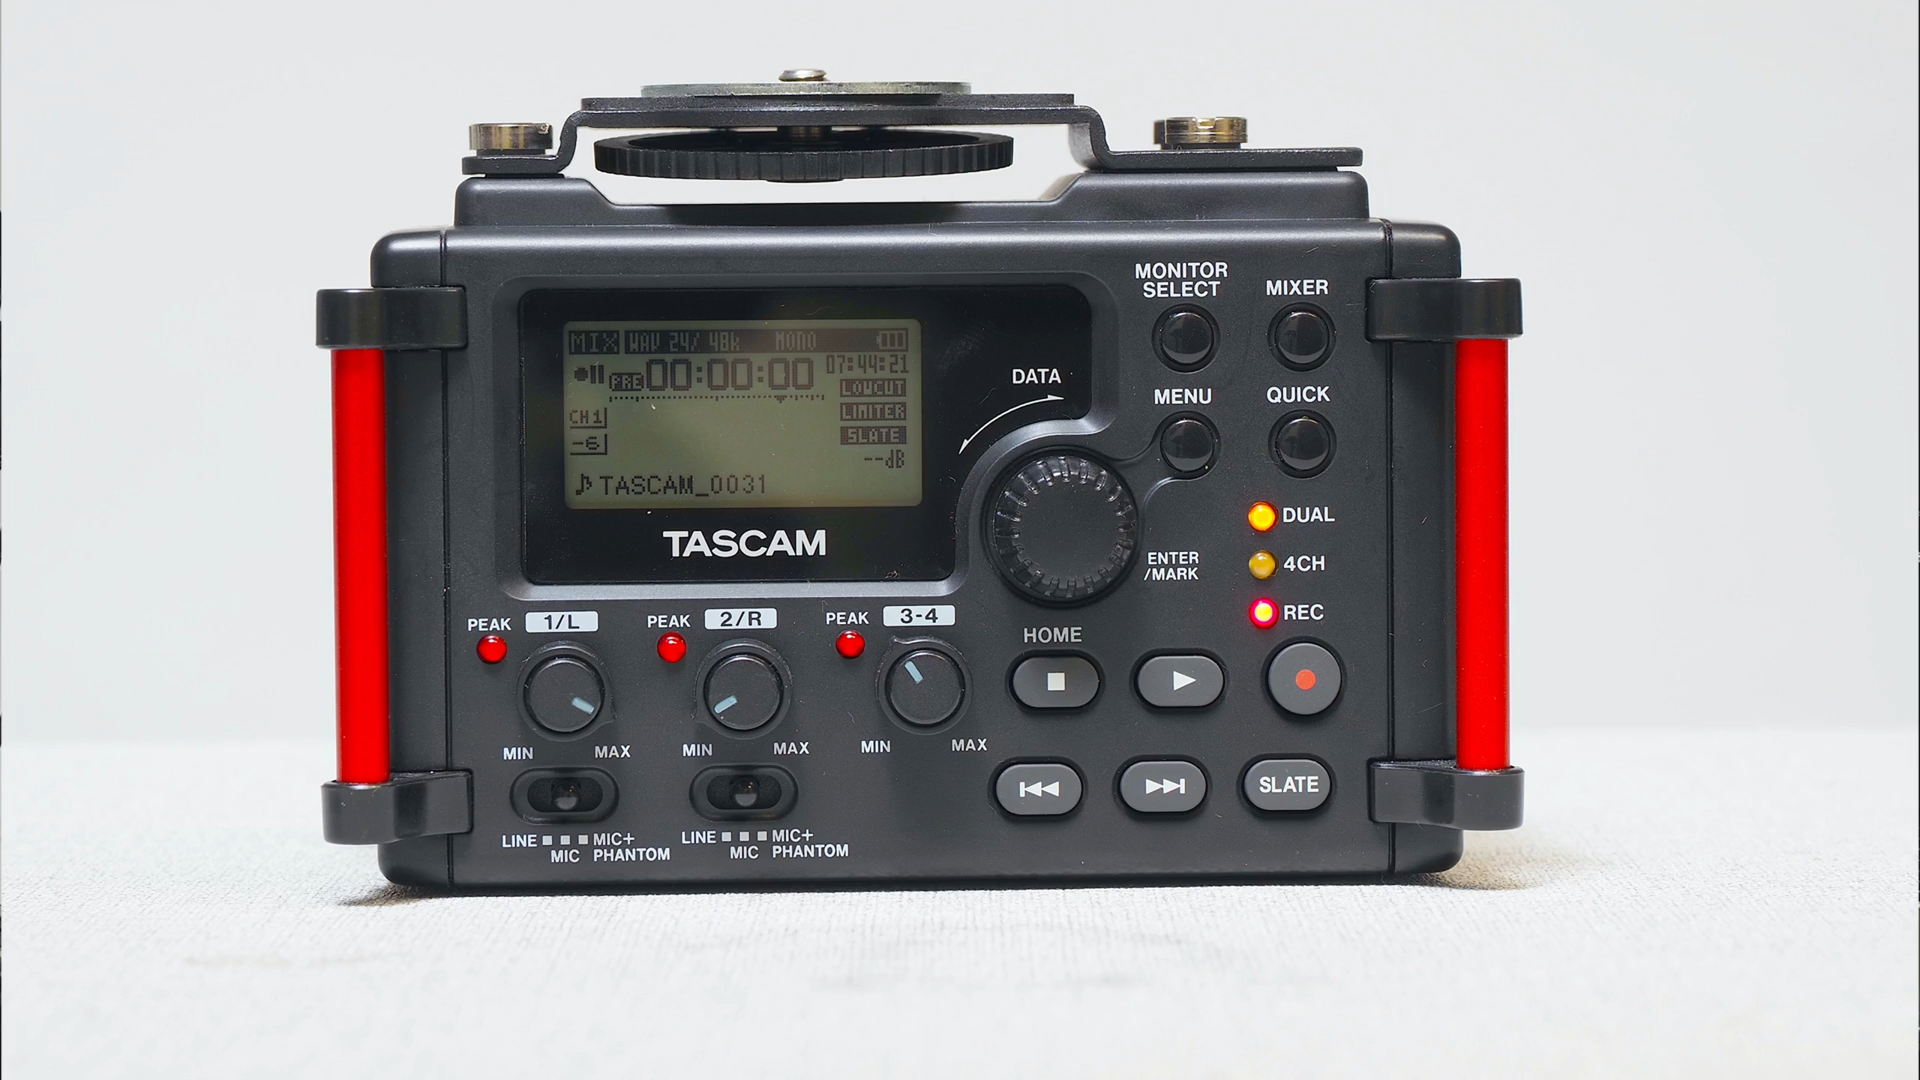 MONITOR
SELECT
MIXER
MIX WAV 24/ 48k MONO
PRE 00:00:00 07:44:21
LOWCUT
CH1 LIMITER
-6 SLATE
--dB
TASCAM_0031
TASCAM
DATA
MENU
QUICK
DUAL
ENTER
/MARK
4CH
REC
PEAK 1/L
PEAK 2/R
PEAK 3-4
HOME
MIN MAX
MIN MAX
MIN MAX
SLATE
LINE MIC+
MIC PHANTOM
LINE MIC+
MIC PHANTOM